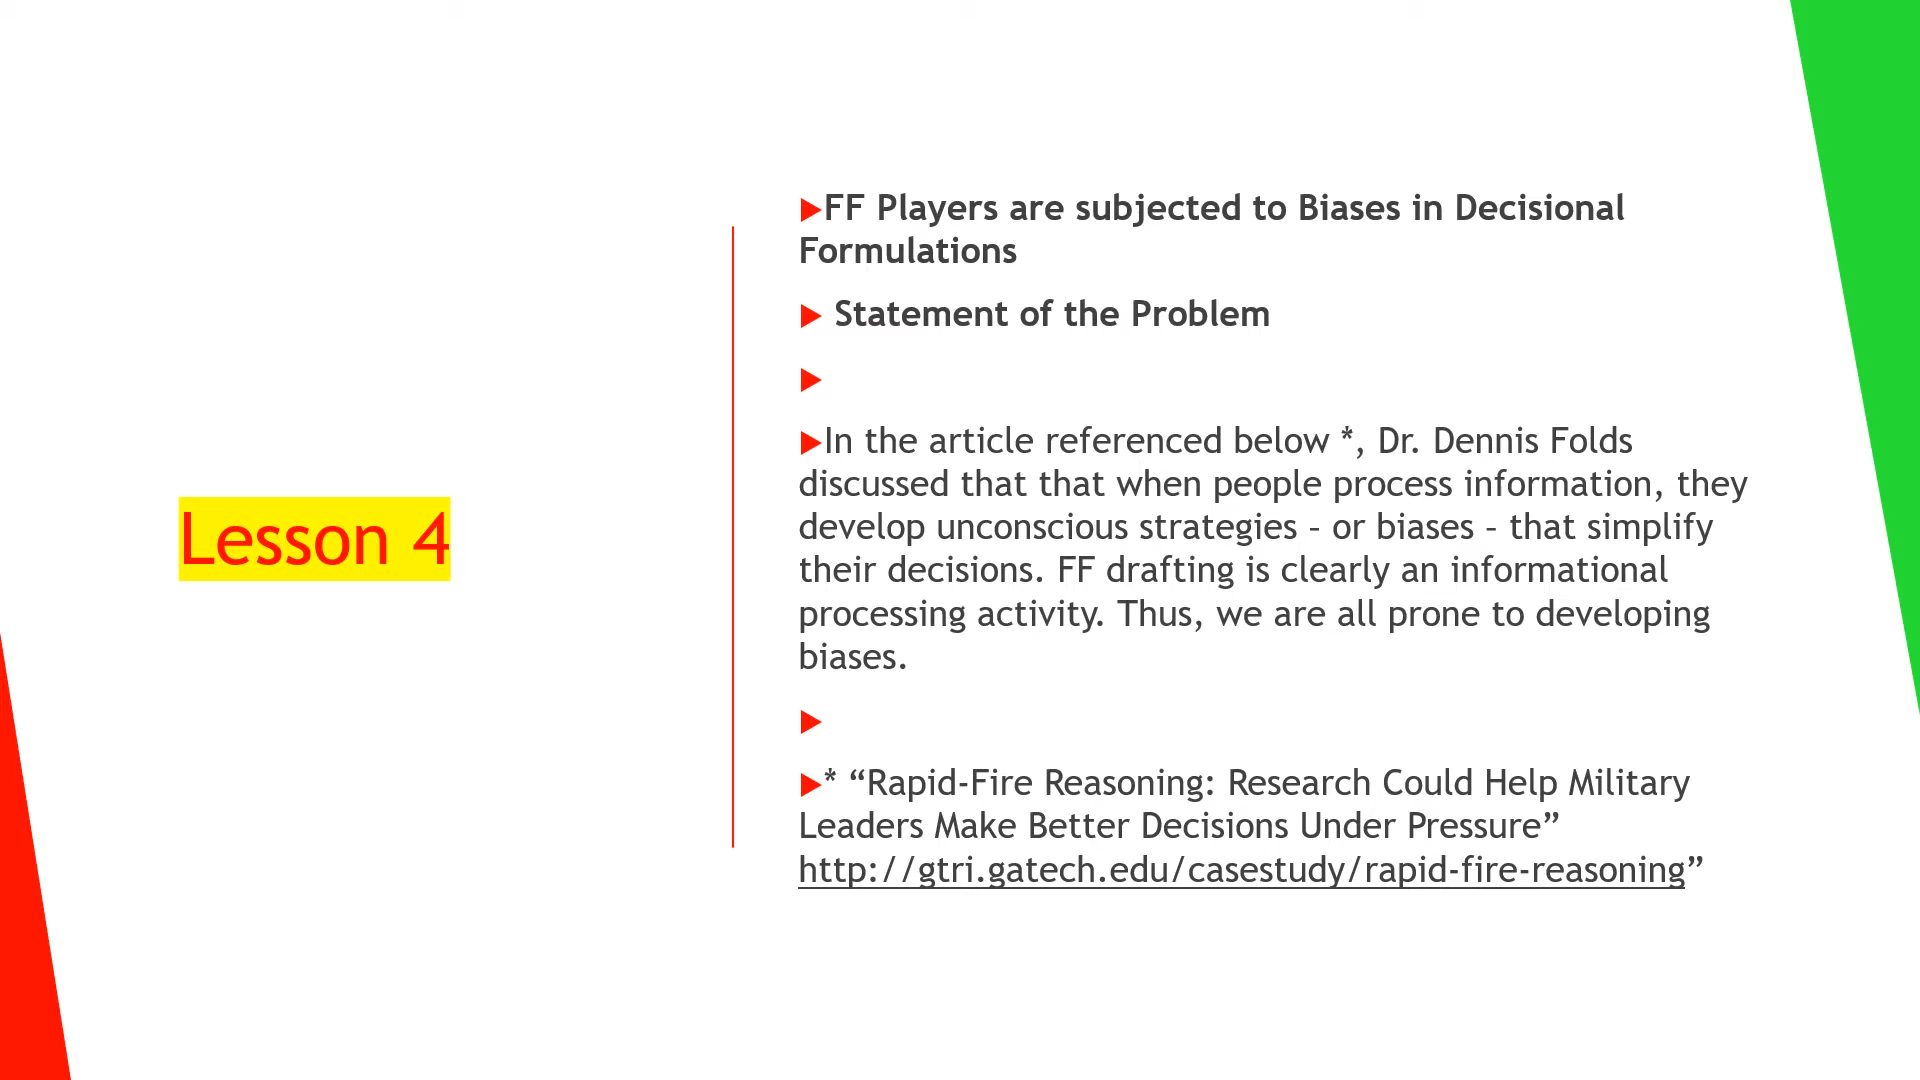 Lesson 4
▶FF Players are subjected to Biases in Decisional
Formulations
▶ Statement of the Problem
▶
▶In the article referenced below *, Dr. Dennis Folds
discussed that that when people process information, they
develop unconscious strategies – or biases – that simplify
their decisions. FF drafting is clearly an informational
processing activity. Thus, we are all prone to developing
biases.
▶
▶* “Rapid-Fire Reasoning: Research Could Help Military
Leaders Make Better Decisions Under Pressure”
http://gtri.gatech.edu/casestudy/rapid-fire-reasoning”